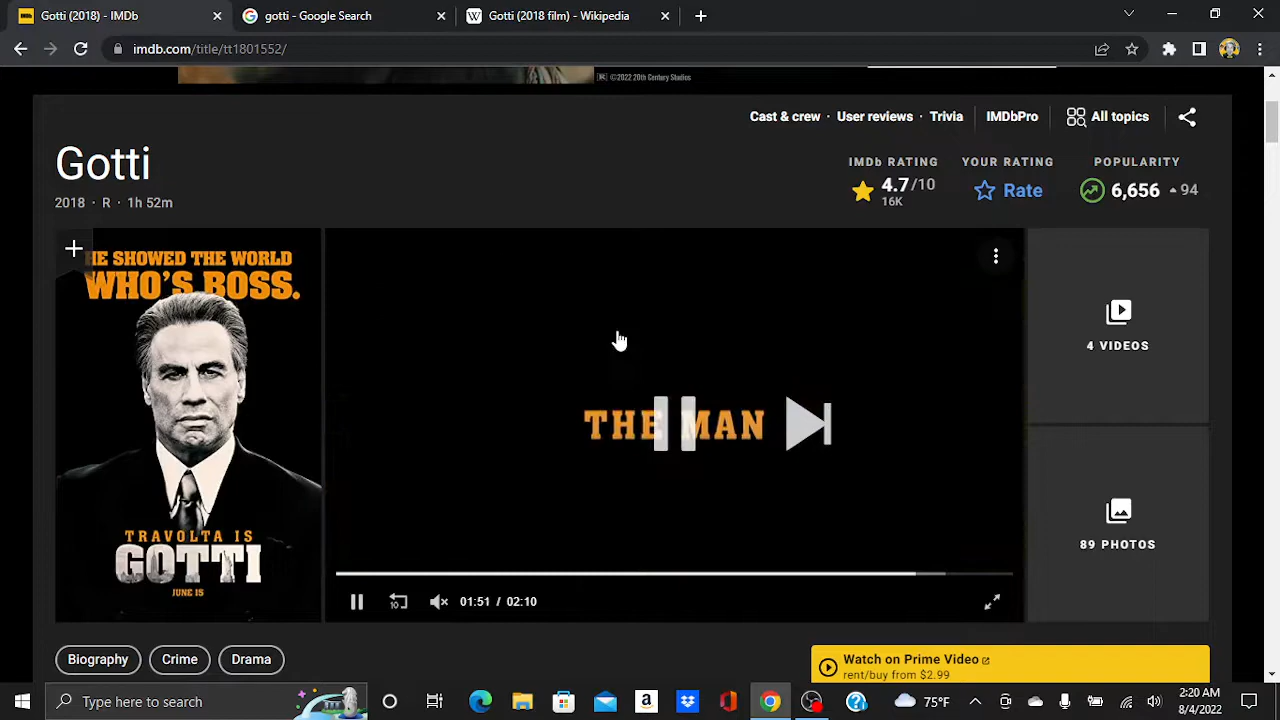 Gotti (2018) - IMDb
gotti - Google Search
Gotti (2018 film) - Wikipedia
imdb.com/title/tt1801552/
R ©2022 20th Century Studios
Cast & crew · User reviews · Trivia
IMDbPro
All topics
Gotti
2018 · R · 1h 52m
IMDb RATING
4.7/10
16K
YOUR RATING
Rate
POPULARITY
6,656
94
HE SHOWED THE WORLD
WHO'S BOSS.
TRAVOLTA IS
GOTTI
JUNE 15
THE MAN
10
01:51 / 02:10
4 VIDEOS
89 PHOTOS
Biography
Crime
Drama
Watch on Prime Video
rent/buy from $2.99
Type here to search
75°F
2:20 AM
8/4/2022